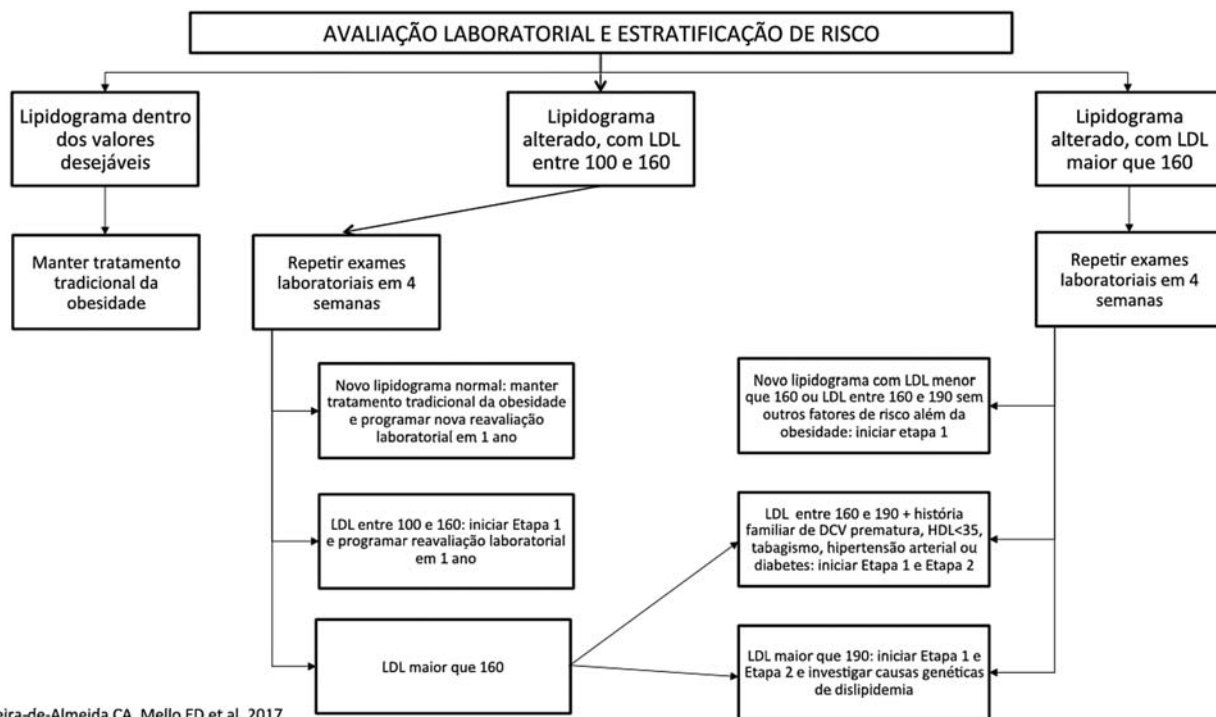 AVALIAÇÃO LABORATORIAL E ESTRATIFICAÇÃO DE RISCO
Lipidograma dentro
dos valores
desejáveis
Lipidograma
alterado, com LDL
entre 100 e 160
Lipidograma
alterado, com LDL
maior que 160
Manter tratamento
tradicional da
obesidade
Repetir exames
laboratoriais em 4
semanas
Repetir exames
laboratoriais em 4
semanas
Novo lipidograma normal: manter
tratamento tradicional da obesidade
e programar nova reavaliação
laboratorial em 1 ano
Novo lipidograma com LDL menor
que 160 ou LDL entre 160 e 190 sem
outros fatores de risco além da
obesidade: iniciar etapa 1
LDL entre 100 e 160: iniciar Etapa 1
e programar reavaliação laboratorial
em 1 ano
LDL entre 160 e 190 + história
familiar de DCV prematura, HDL<35,
tabagismo, hipertensão arterial ou
diabetes: iniciar Etapa 1 e Etapa 2
LDL maior que 160
LDL maior que 190: iniciar Etapa 1 e
Etapa 2 e investigar causas genéticas
de dislipidemia